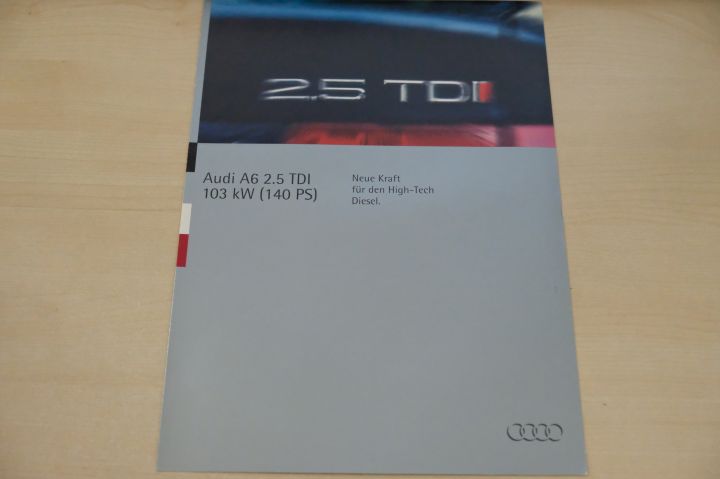 2.5 TDI
Audi A6 2.5 TDI
103 kW (140 PS)
Neue Kraft
für den High-Tech
Diesel.